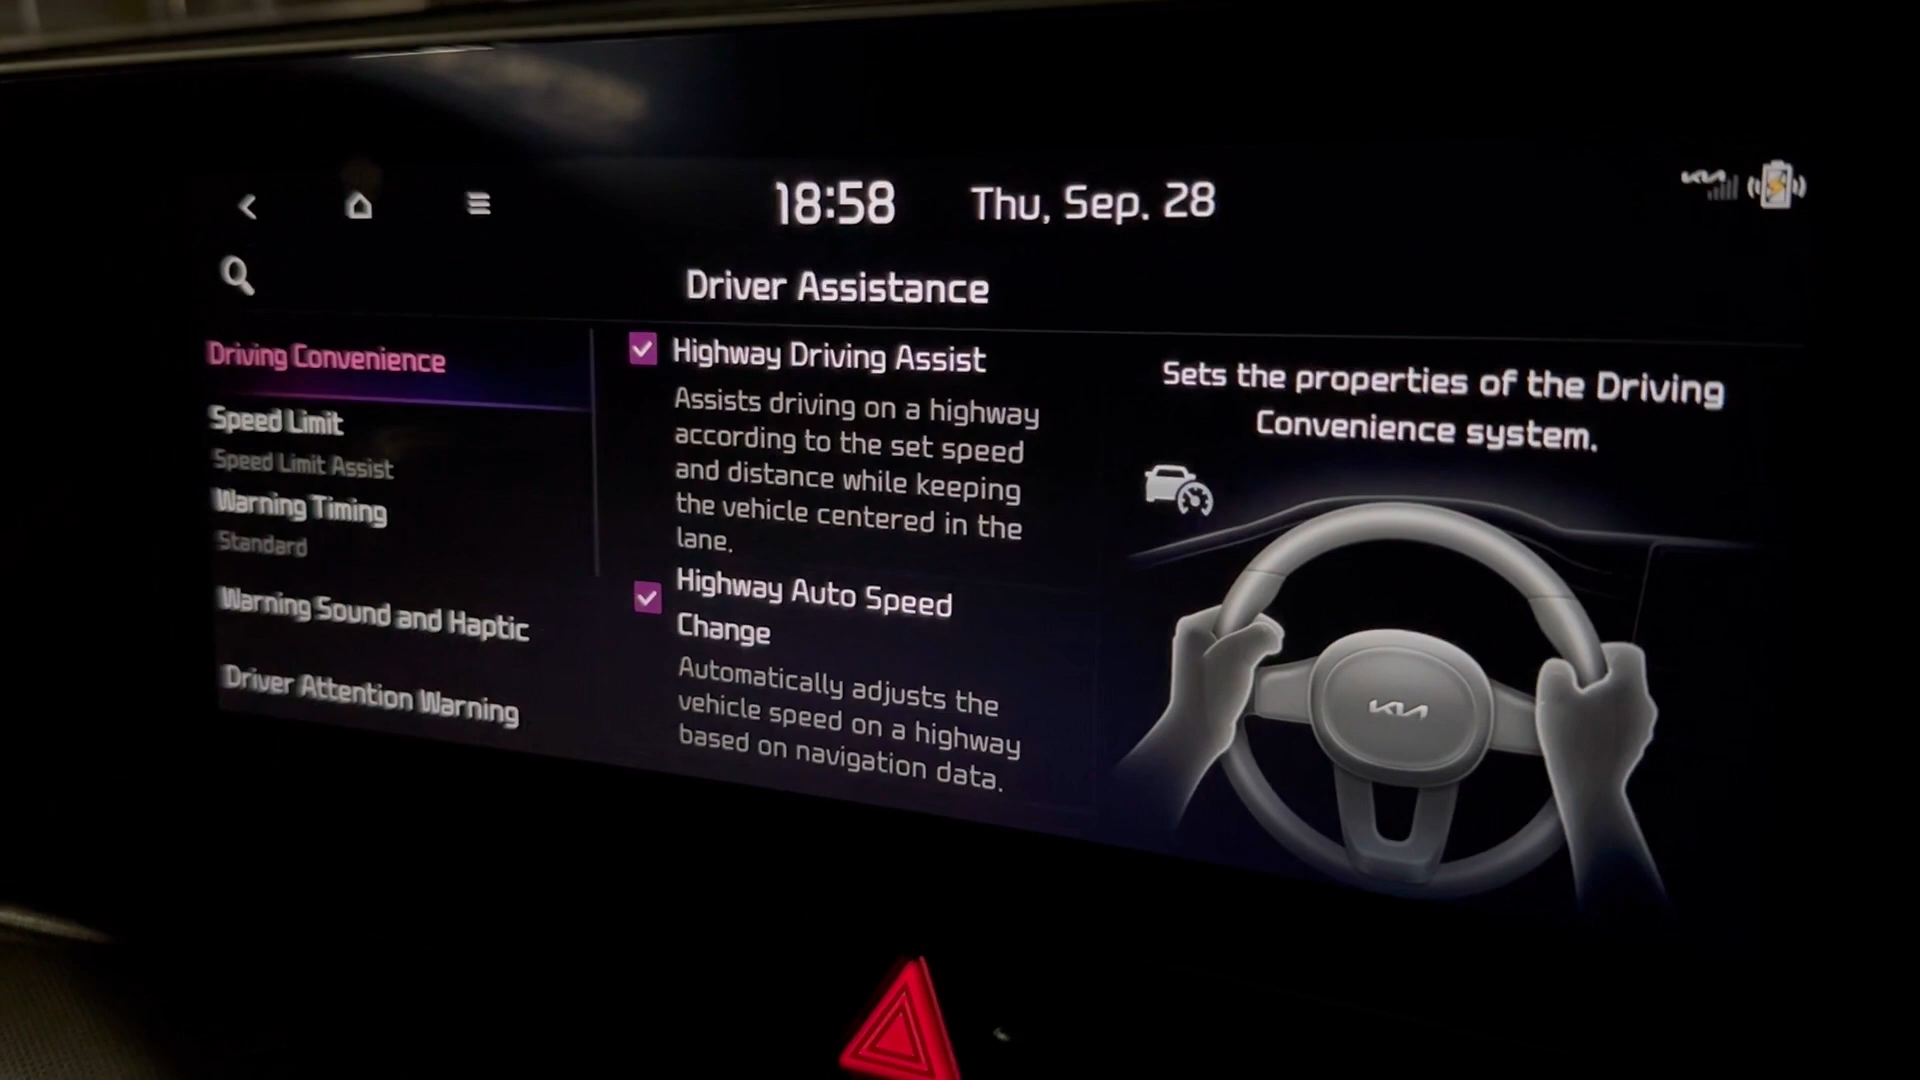 18:58 Thu, Sep. 28
KIA
Driver Assistance
Driving Convenience
Speed Limit
Speed Limit Assist
Warning Timing
Standard
Warning Sound and Haptic
Driver Attention Warning
Highway Driving Assist
Assists driving on a highway
according to the set speed
and distance while keeping
the vehicle centered in the
lane.
Highway Auto Speed
Change
Automatically adjusts the
vehicle speed on a highway
based on navigation data.
Sets the properties of the Driving
Convenience system.
KIA